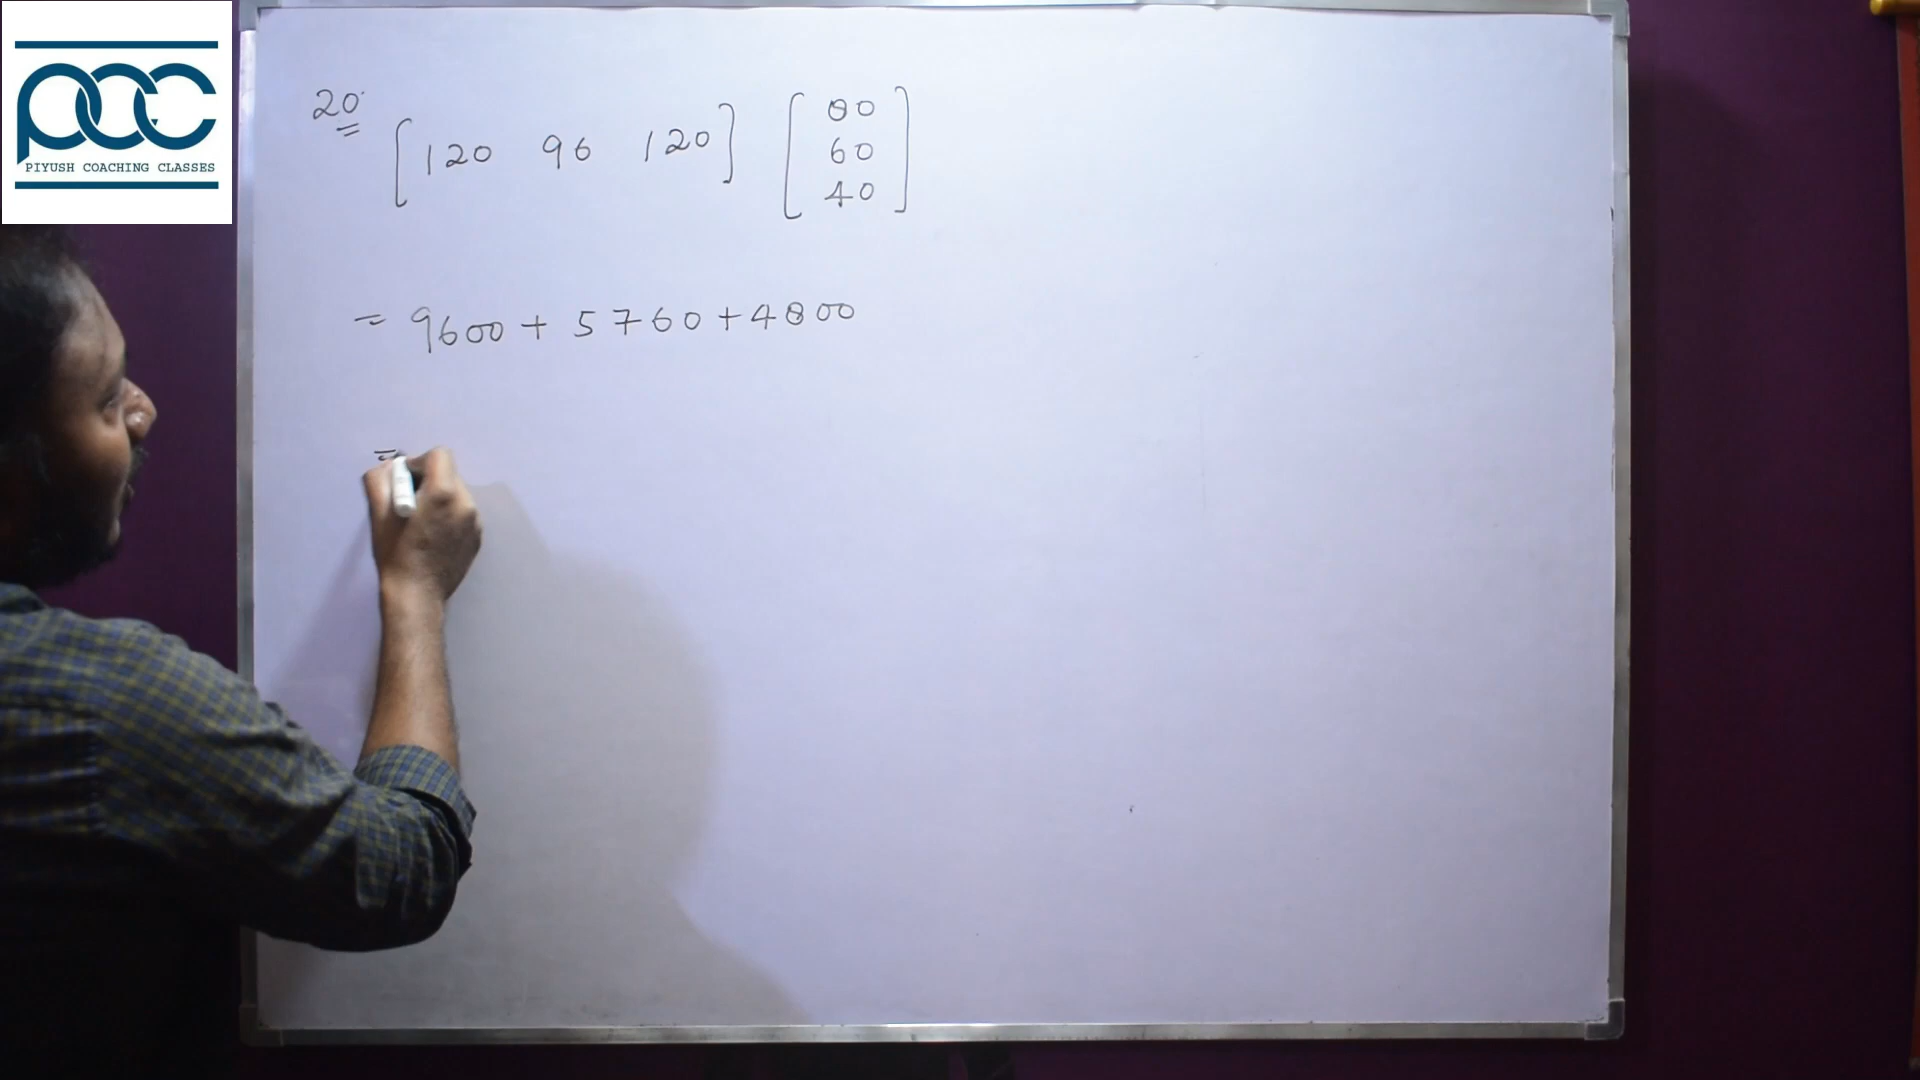 PCC
PIYUSH COACHING CLASSES
20.
[120 96 120] [80
60
40]
= 9600 + 5760 + 4800
=